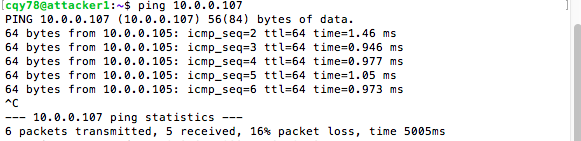 [cqy78@attacker1:~$ ping 10.0.0.107 ]
PING 10.0.0.107 (10.0.0.107) 56(84) bytes of data.
64 bytes from 10.0.0.105: icmp_seq=2 ttl=64 time=1.46 ms
64 bytes from 10.0.0.105: icmp_seq=3 ttl=64 time=0.946 ms
64 bytes from 10.0.0.105: icmp_seq=4 ttl=64 time=0.977 ms
64 bytes from 10.0.0.105: icmp_seq=5 ttl=64 time=1.05 ms
64 bytes from 10.0.0.105: icmp_seq=6 ttl=64 time=0.973 ms
^C
--- 10.0.0.107 ping statistics ---
6 packets transmitted, 5 received, 16% packet loss, time 5005ms